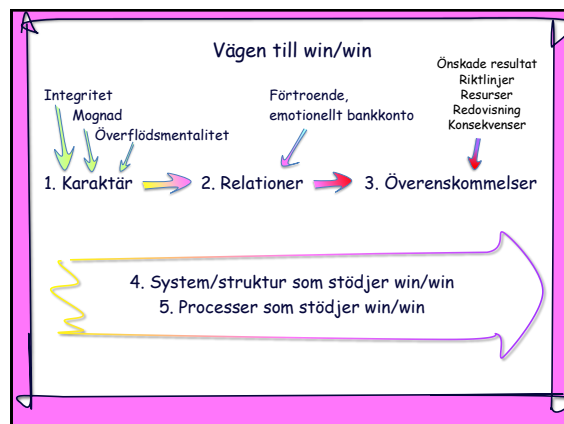 Vägen till win/win
Integritet
Mognad
Överflödsmentalitet
Förtroende,
emotionellt bankkonto
Önskade resultat
Riktlinjer
Resurser
Redovisning
Konsekvenser
1. Karaktär
2. Relationer
3. Överenskommelser
4. System/struktur som stödjer win/win
5. Processer som stödjer win/win